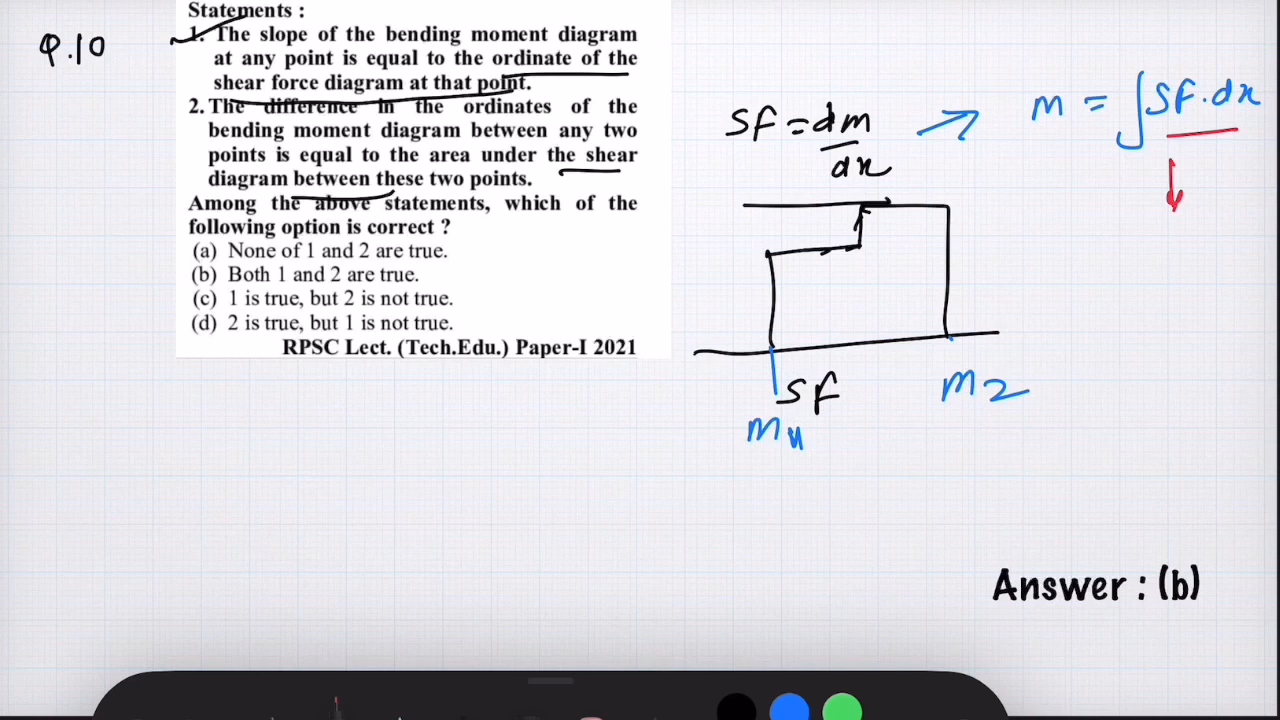 Q.10
Statements :
1. The slope of the bending moment diagram
at any point is equal to the ordinate of the
shear force diagram at that point.
2. The difference in the ordinates of the
bending moment diagram between any two
points is equal to the area under the shear
diagram between these two points.
Among the above statements, which of the
following option is correct ?
(a) None of 1 and 2 are true.
(b) Both 1 and 2 are true.
(c) 1 is true, but 2 is not true.
(d) 2 is true, but 1 is not true.
RPSC Lect. (Tech.Edu.) Paper-I 2021
SF = dm
dx
m = ∫SF.dx
SF
m2
Answer : (b)